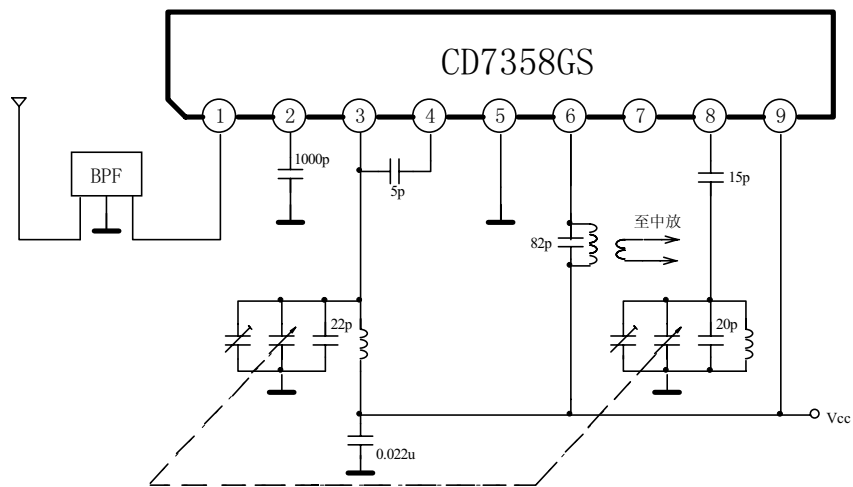 CD7358GS
1 2 3 4 5 6 7 8 9
1000p
BPF
5p
15p
至中放
82p
22p
20p
Vcc
0.022u